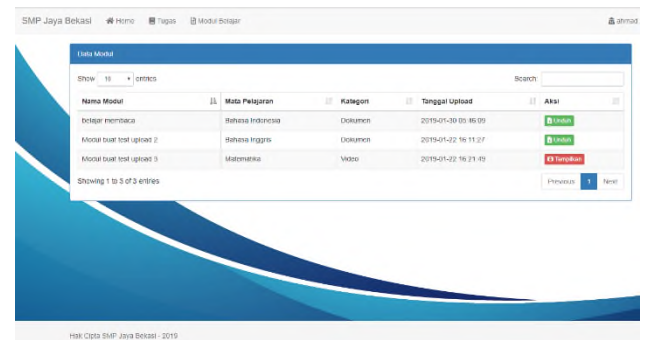 SMP Jaya Bekasi Home Tugas Modul Belajar ahmad
Data Modul
Show 10 entries Search:
Nama Modul Mata Pelajaran Kategori Tanggal Upload Aksi
belajar membaca Bahasa Indonesia Dokumen 2019-01-30 05:46:09 Unduh
Modul buat test upload 2 Bahasa Inggris Dokumen 2019-01-22 16:11:27 Unduh
Modul buat test upload 3 Matematika Video 2019-01-22 16:21:49 Tampilkan
Showing 1 to 3 of 3 entries Previous 1 Next
Hak Cipta SMP Jaya Bekasi - 2019